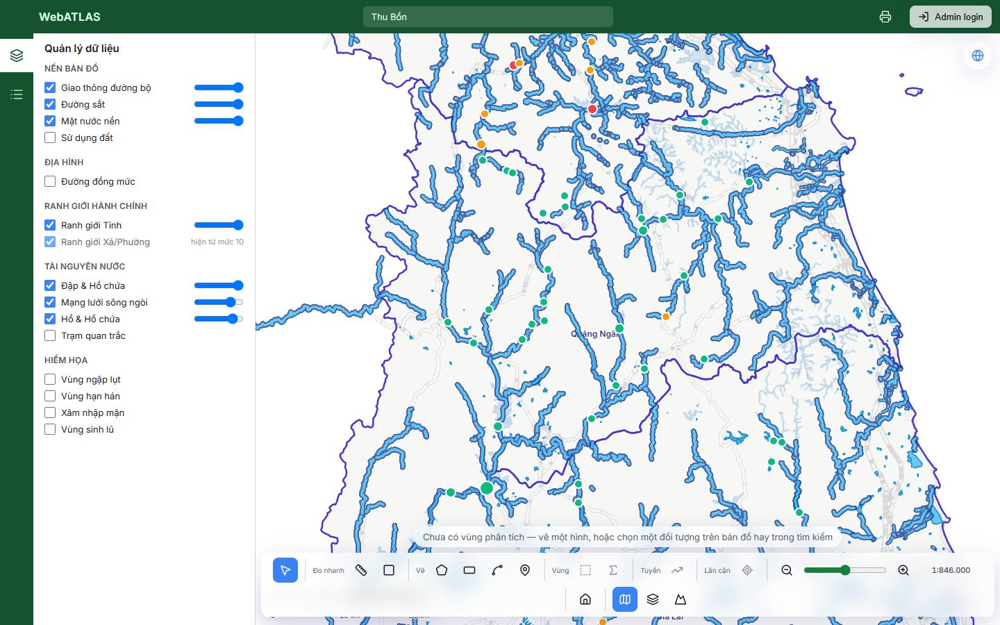 WebATLAS
Thu Bồn
Admin login
Quản lý dữ liệu
NỀN BẢN ĐỒ
Giao thông đường bộ
Đường sắt
Mặt nước nền
Sử dụng đất
ĐỊA HÌNH
Đường đồng mức
RANH GIỚI HÀNH CHÍNH
Ranh giới Tỉnh
Ranh giới Xã/Phường
hiện từ mức 10
TÀI NGUYÊN NƯỚC
Đập & Hồ chứa
Mạng lưới sông ngòi
Hồ & Hồ chứa
Trạm quan trắc
HIỂM HỌA
Vùng ngập lụt
Vùng hạn hán
Xâm nhập mặn
Vùng sinh lũ
Quảng Ngãi
Chưa có vùng phân tích — vẽ một hình, hoặc chọn một đối tượng trên bản đồ hay trong tìm kiếm
Đo nhanh
Vẽ
Vùng
Tuyến
Lân cận
1:846.000
Gia Lai